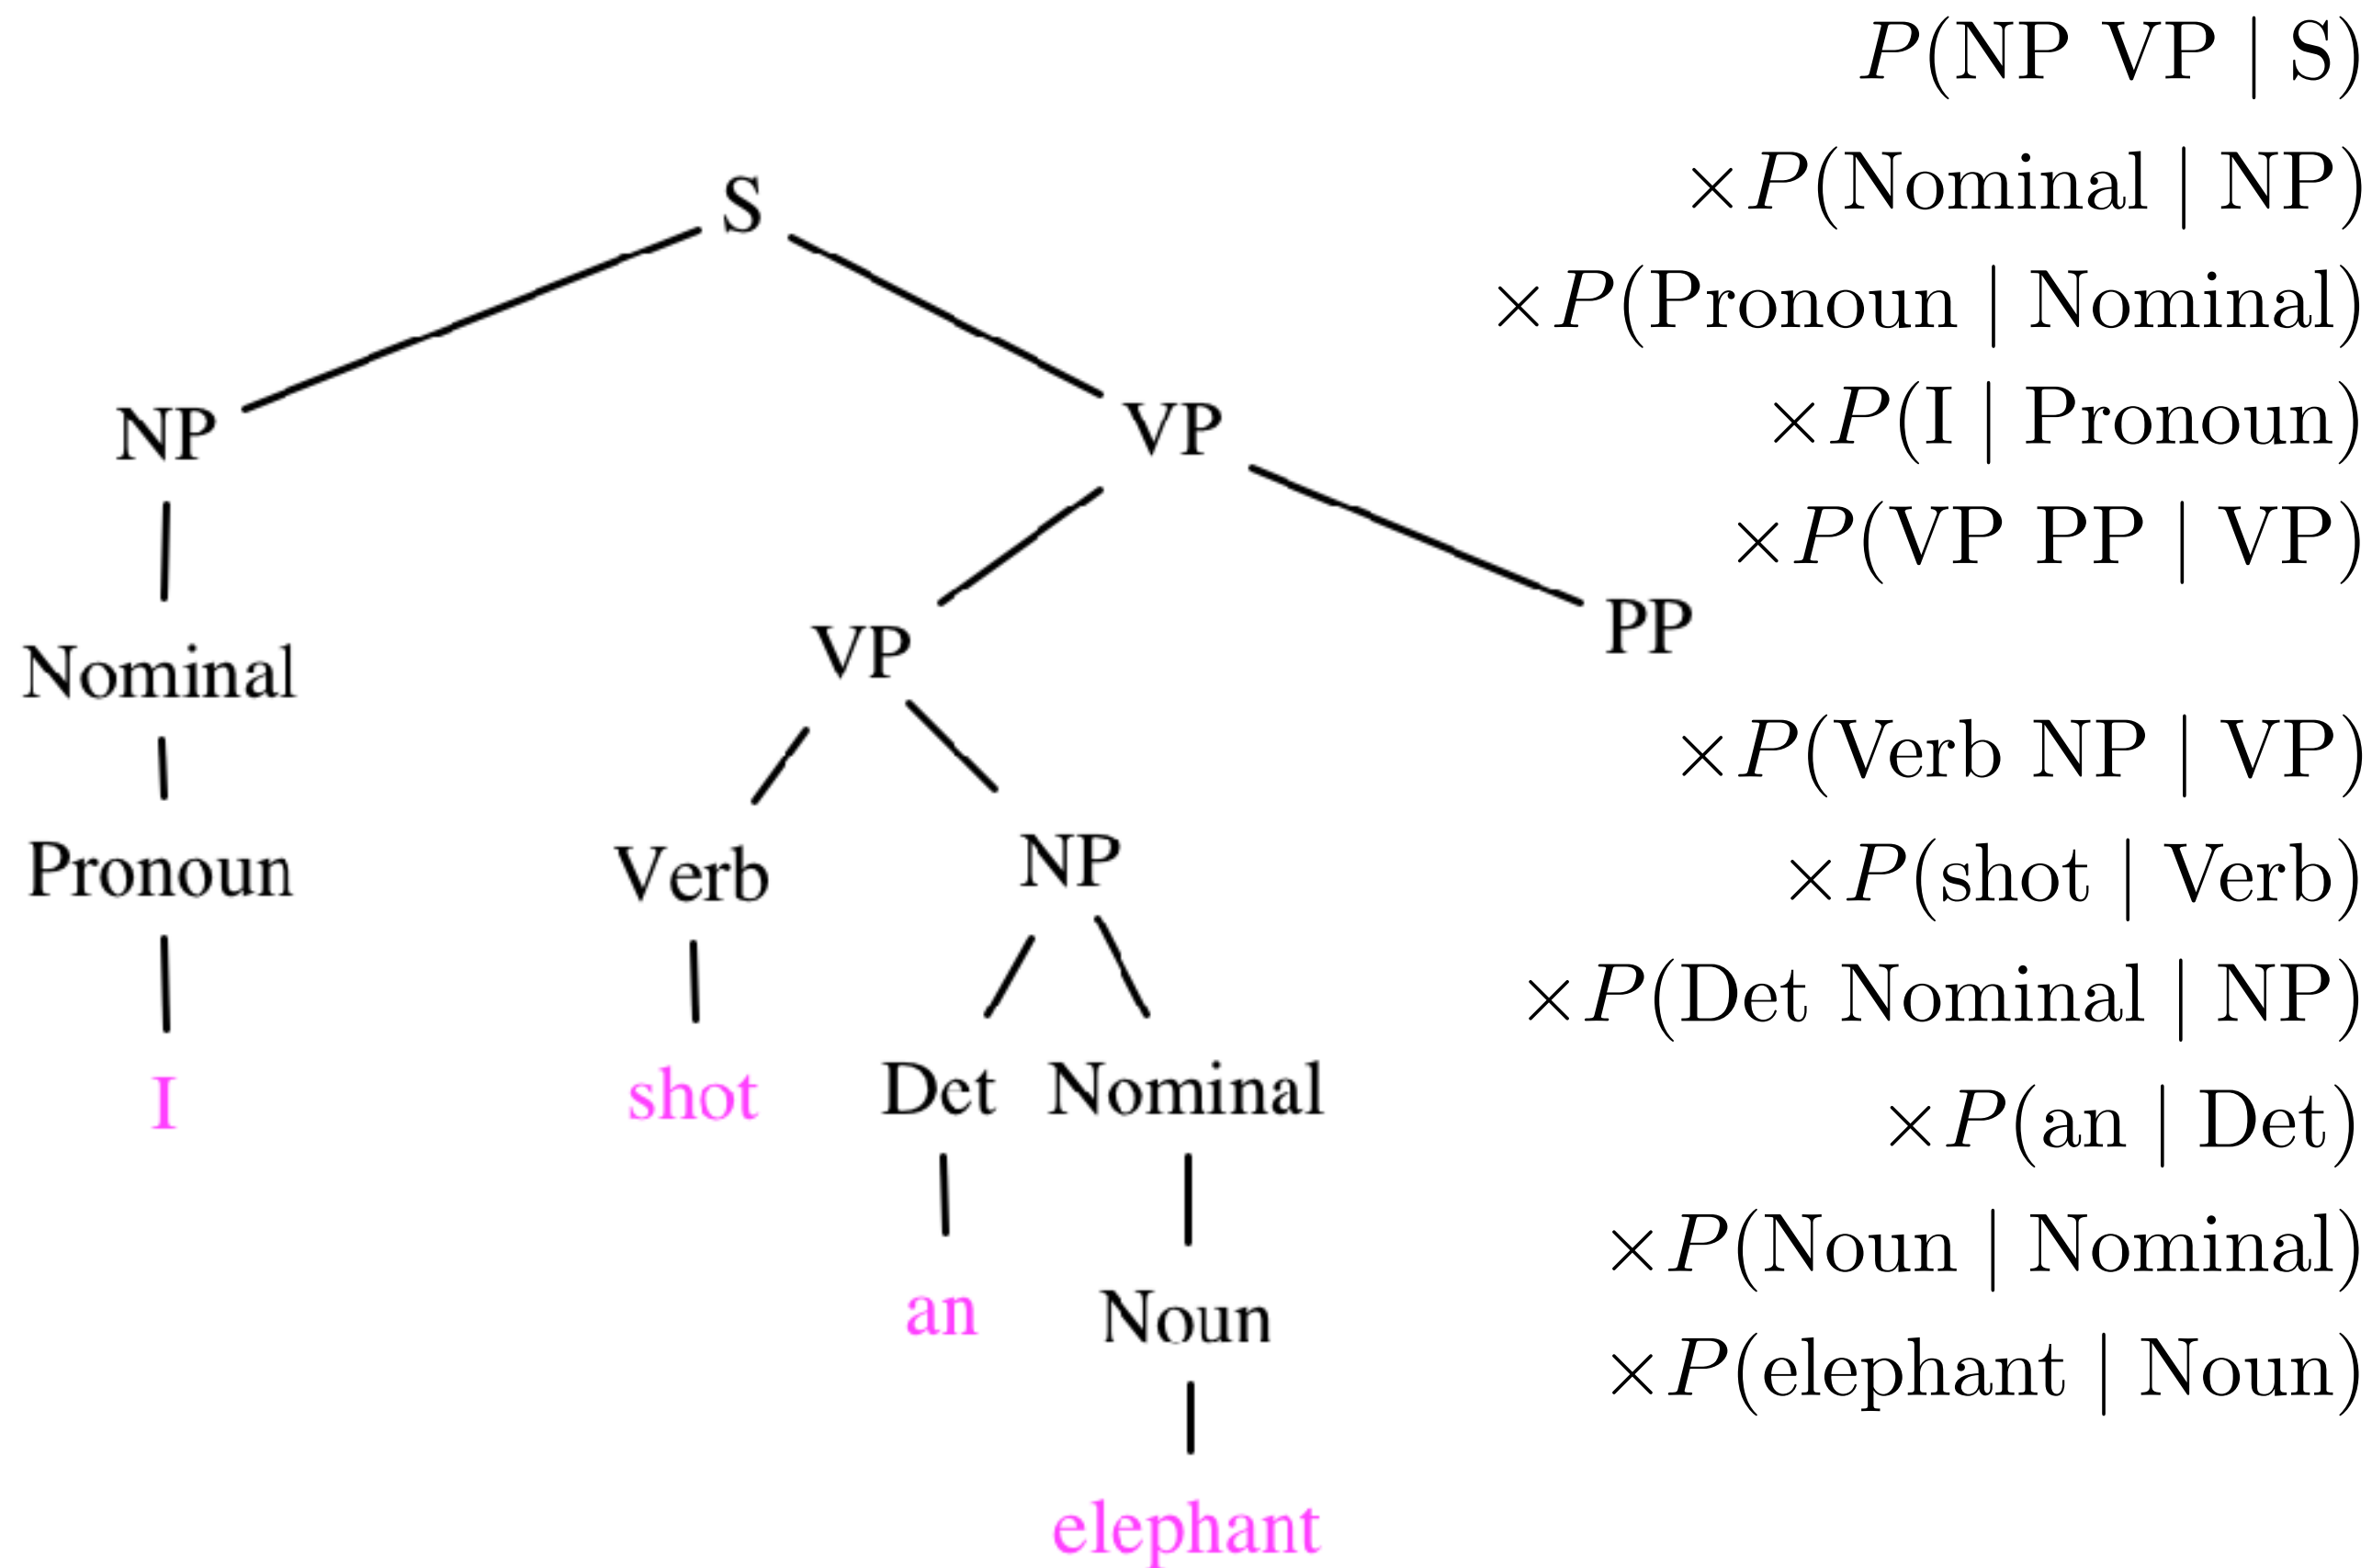 P(NP VP | S)
×P(Nominal | NP)
S
×P(Pronoun | Nominal)
NP VP
×P(I | Pronoun)
×P(VP PP | VP)
Nominal VP PP
×P(Verb NP | VP)
Pronoun Verb NP
×P(shot | Verb)
×P(Det Nominal | NP)
I shot Det Nominal
×P(an | Det)
×P(Noun | Nominal)
an Noun
×P(elephant | Noun)
elephant